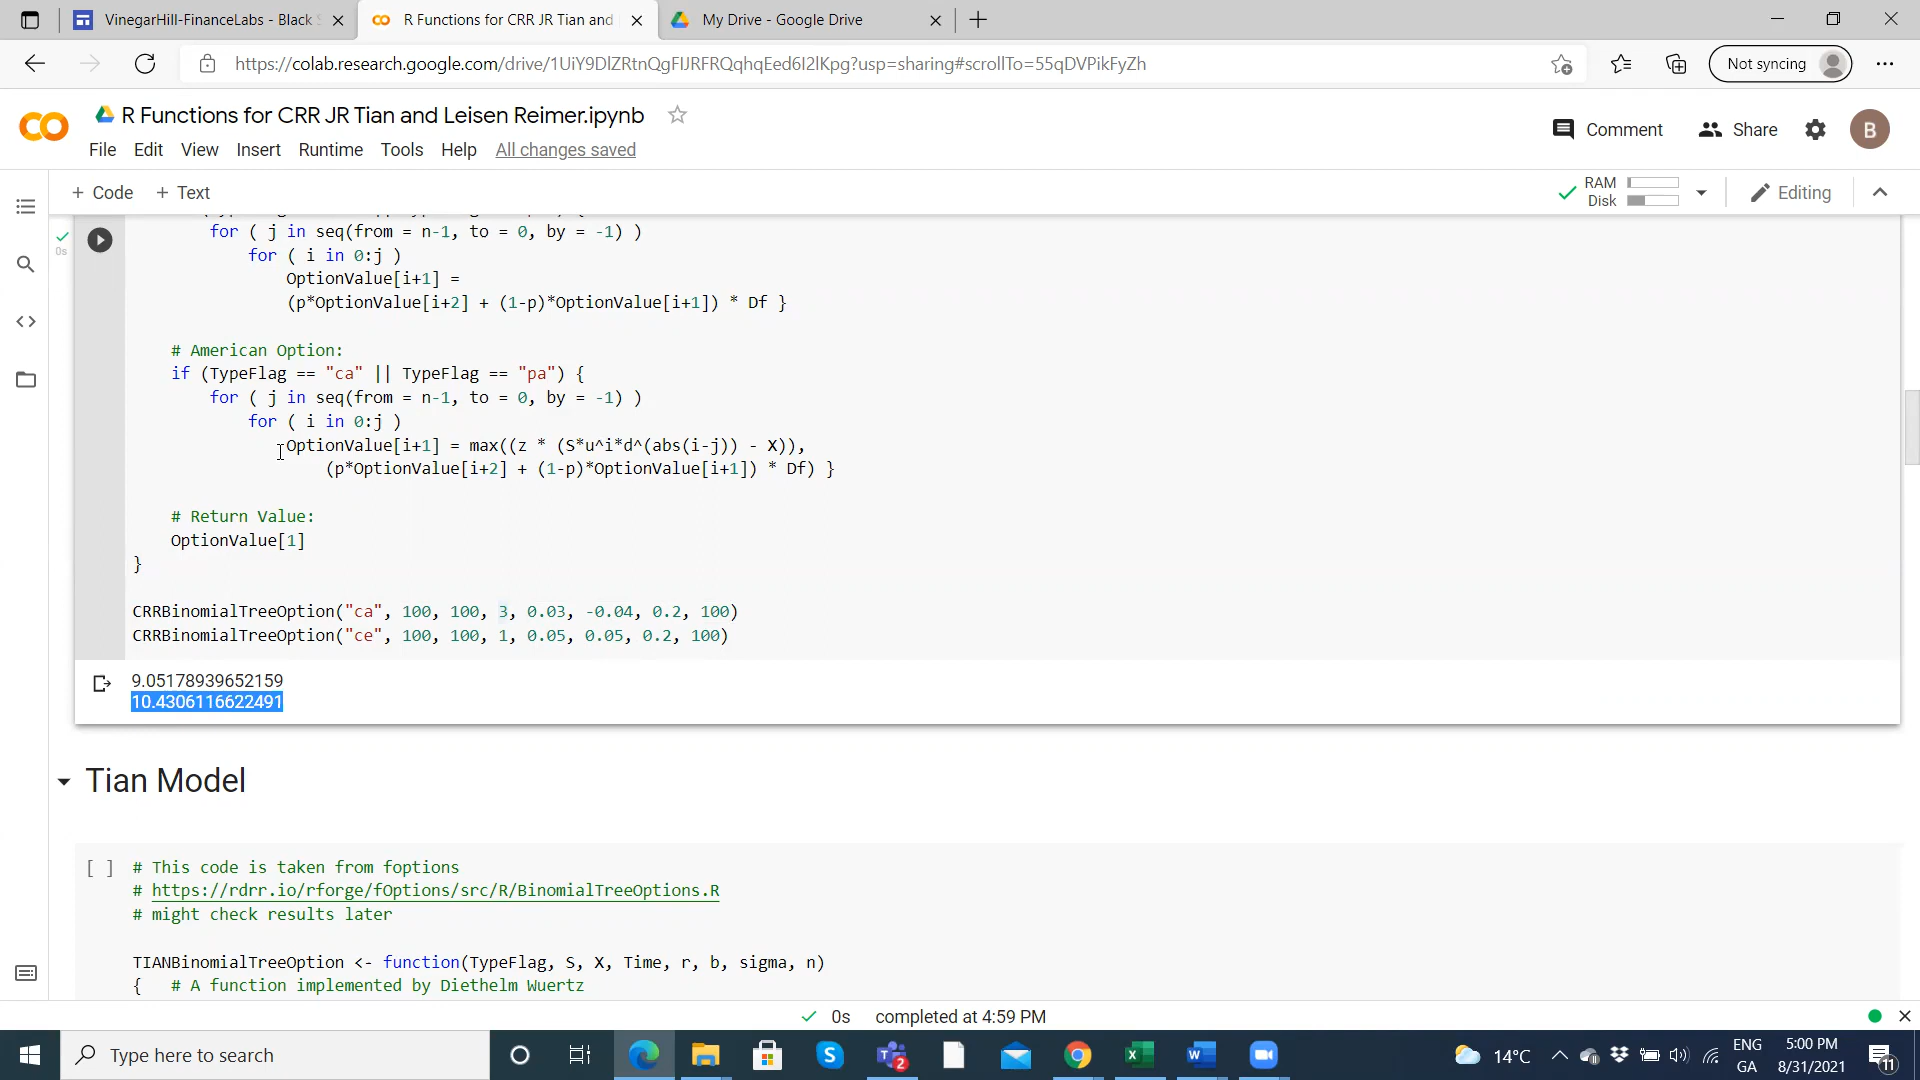 VinegarHill-FinanceLabs - Black S
R Functions for CRR JR Tian and
My Drive - Google Drive
https://colab.research.google.com/drive/1UiY9DlZRtnQgFlJRFRQqhqEed6I2lKpg?usp=sharing#scrollTo=55qDVPikFyZh
Not syncing
R Functions for CRR JR Tian and Leisen Reimer.ipynb
Comment
Share
B
File Edit View Insert Runtime Tools Help All changes saved
+ Code + Text
RAM
Disk
Editing
0s
for ( j in seq(from = n-1, to = 0, by = -1) )
for ( i in 0:j )
OptionValue[i+1] =
(p*OptionValue[i+2] + (1-p)*OptionValue[i+1]) * Df }
# American Option:
if (TypeFlag == "ca" || TypeFlag == "pa") {
for ( j in seq(from = n-1, to = 0, by = -1) )
for ( i in 0:j )
OptionValue[i+1] = max((z * (S*u^i*d^(abs(i-j)) - X)),
(p*OptionValue[i+2] + (1-p)*OptionValue[i+1]) * Df) }
# Return Value:
OptionValue[1]
}
CRRBinomialTreeOption("ca", 100, 100, 3, 0.03, -0.04, 0.2, 100)
CRRBinomialTreeOption("ce", 100, 100, 1, 0.05, 0.05, 0.2, 100)
9.05178939652159
10.4306116622491
Tian Model
[ ] # This code is taken from foptions
# https://rdrr.io/rforge/fOptions/src/R/BinomialTreeOptions.R
# might check results later
TIANBinomialTreeOption <- function(TypeFlag, S, X, Time, r, b, sigma, n)
{ # A function implemented by Diethelm Wuertz
0s completed at 4:59 PM
Type here to search
2
14°C
ENG
GA
5:00 PM
8/31/2021
11